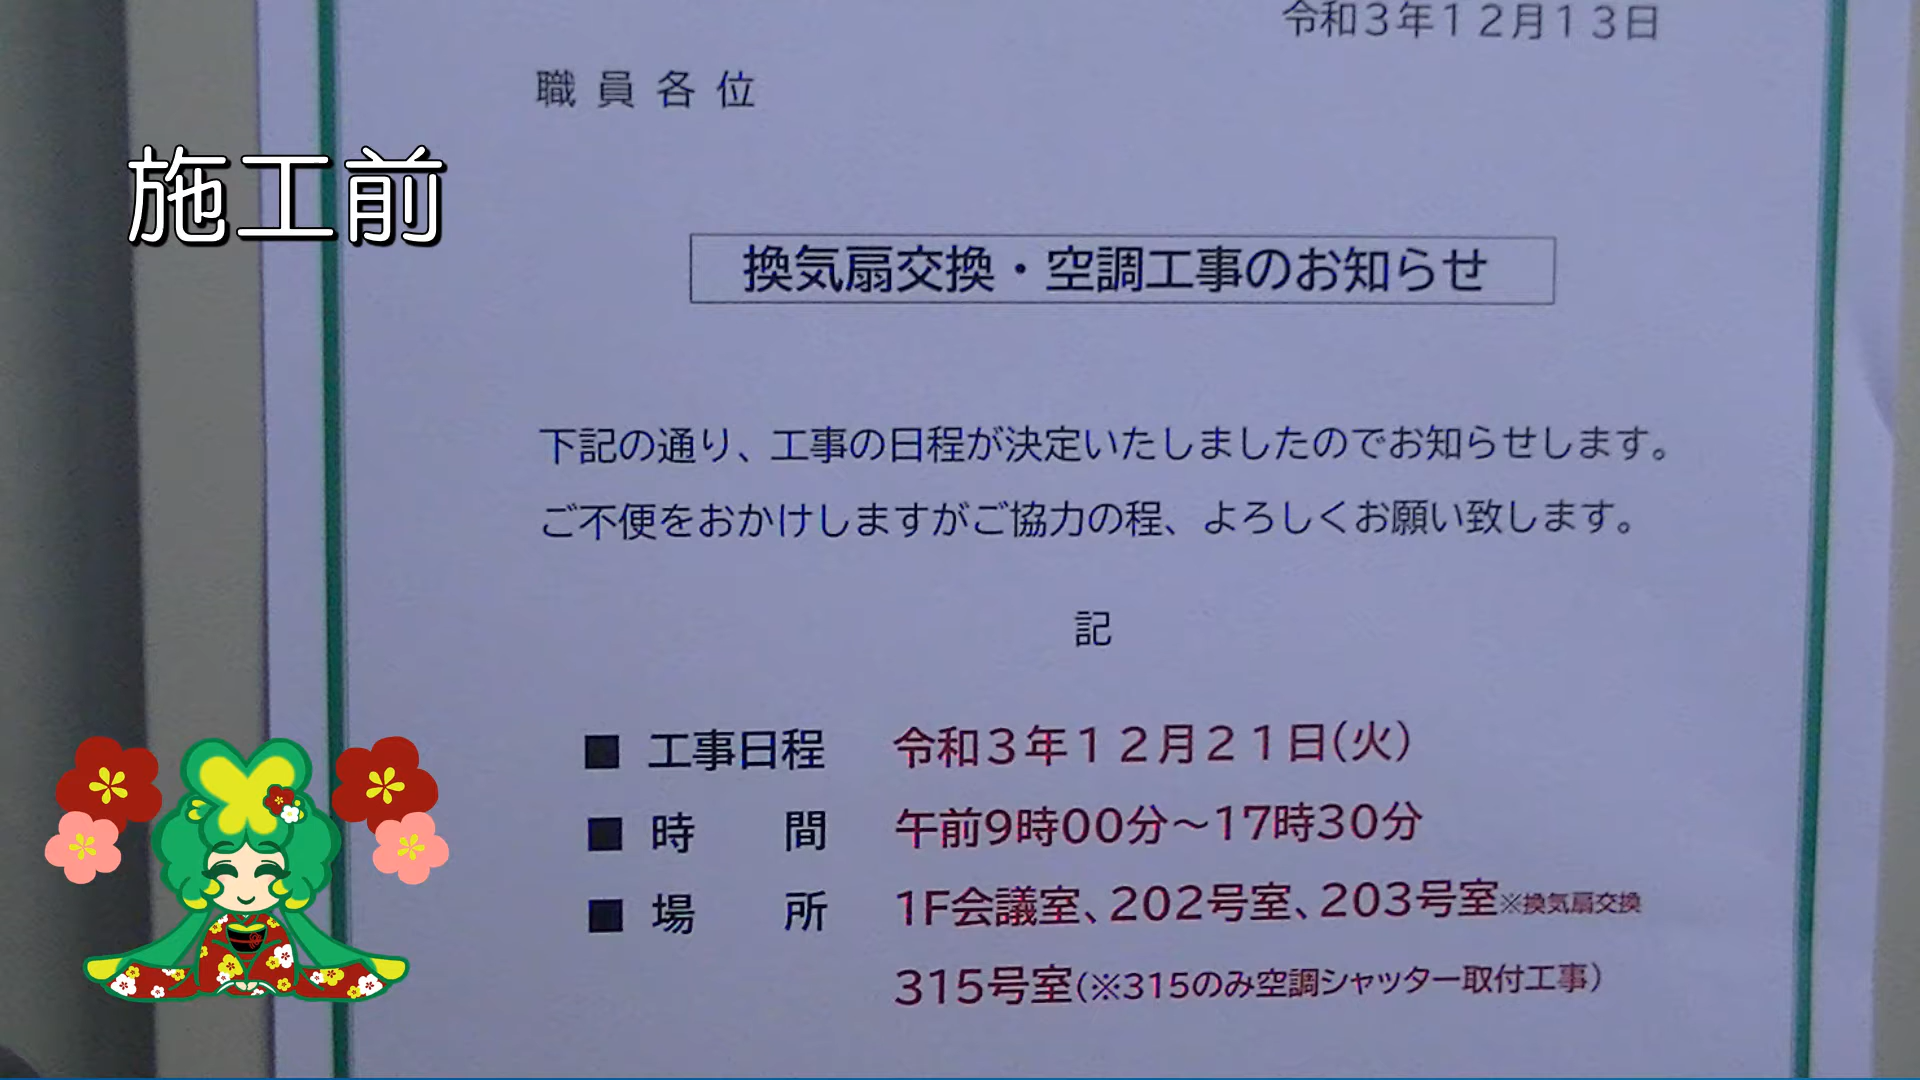 令和３年１２月１３日
職員各位
施工前
換気扇交換・空調工事のお知らせ
下記の通り、工事の日程が決定いたしましたのでお知らせします。
ご不便をおかけしますがご協力の程、よろしくお願い致します。
記
■ 工事日程　令和３年１２月２１日(火)
■ 時　　間　午前9時00分～17時30分
■ 場　　所　1F会議室、202号室、203号室※換気扇交換
315号室(※315のみ空調シャッター取付工事)